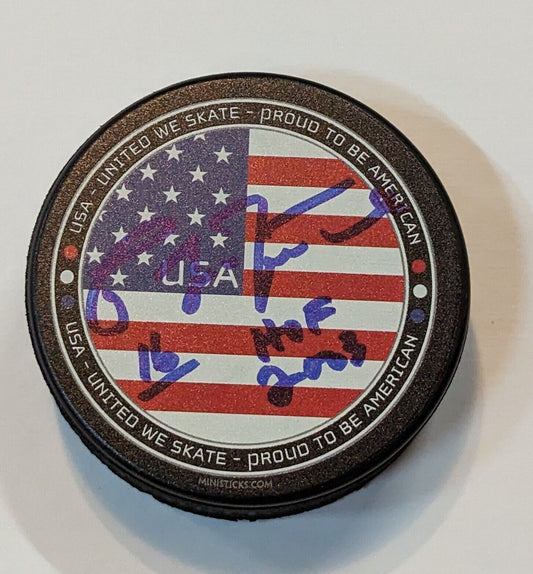 USA - UNITED WE SKATE - PROUD TO BE AMERICAN
USA
16
HOF
USA - UNITED WE SKATE - PROUD TO BE AMERICAN
MINISTICKS.COM